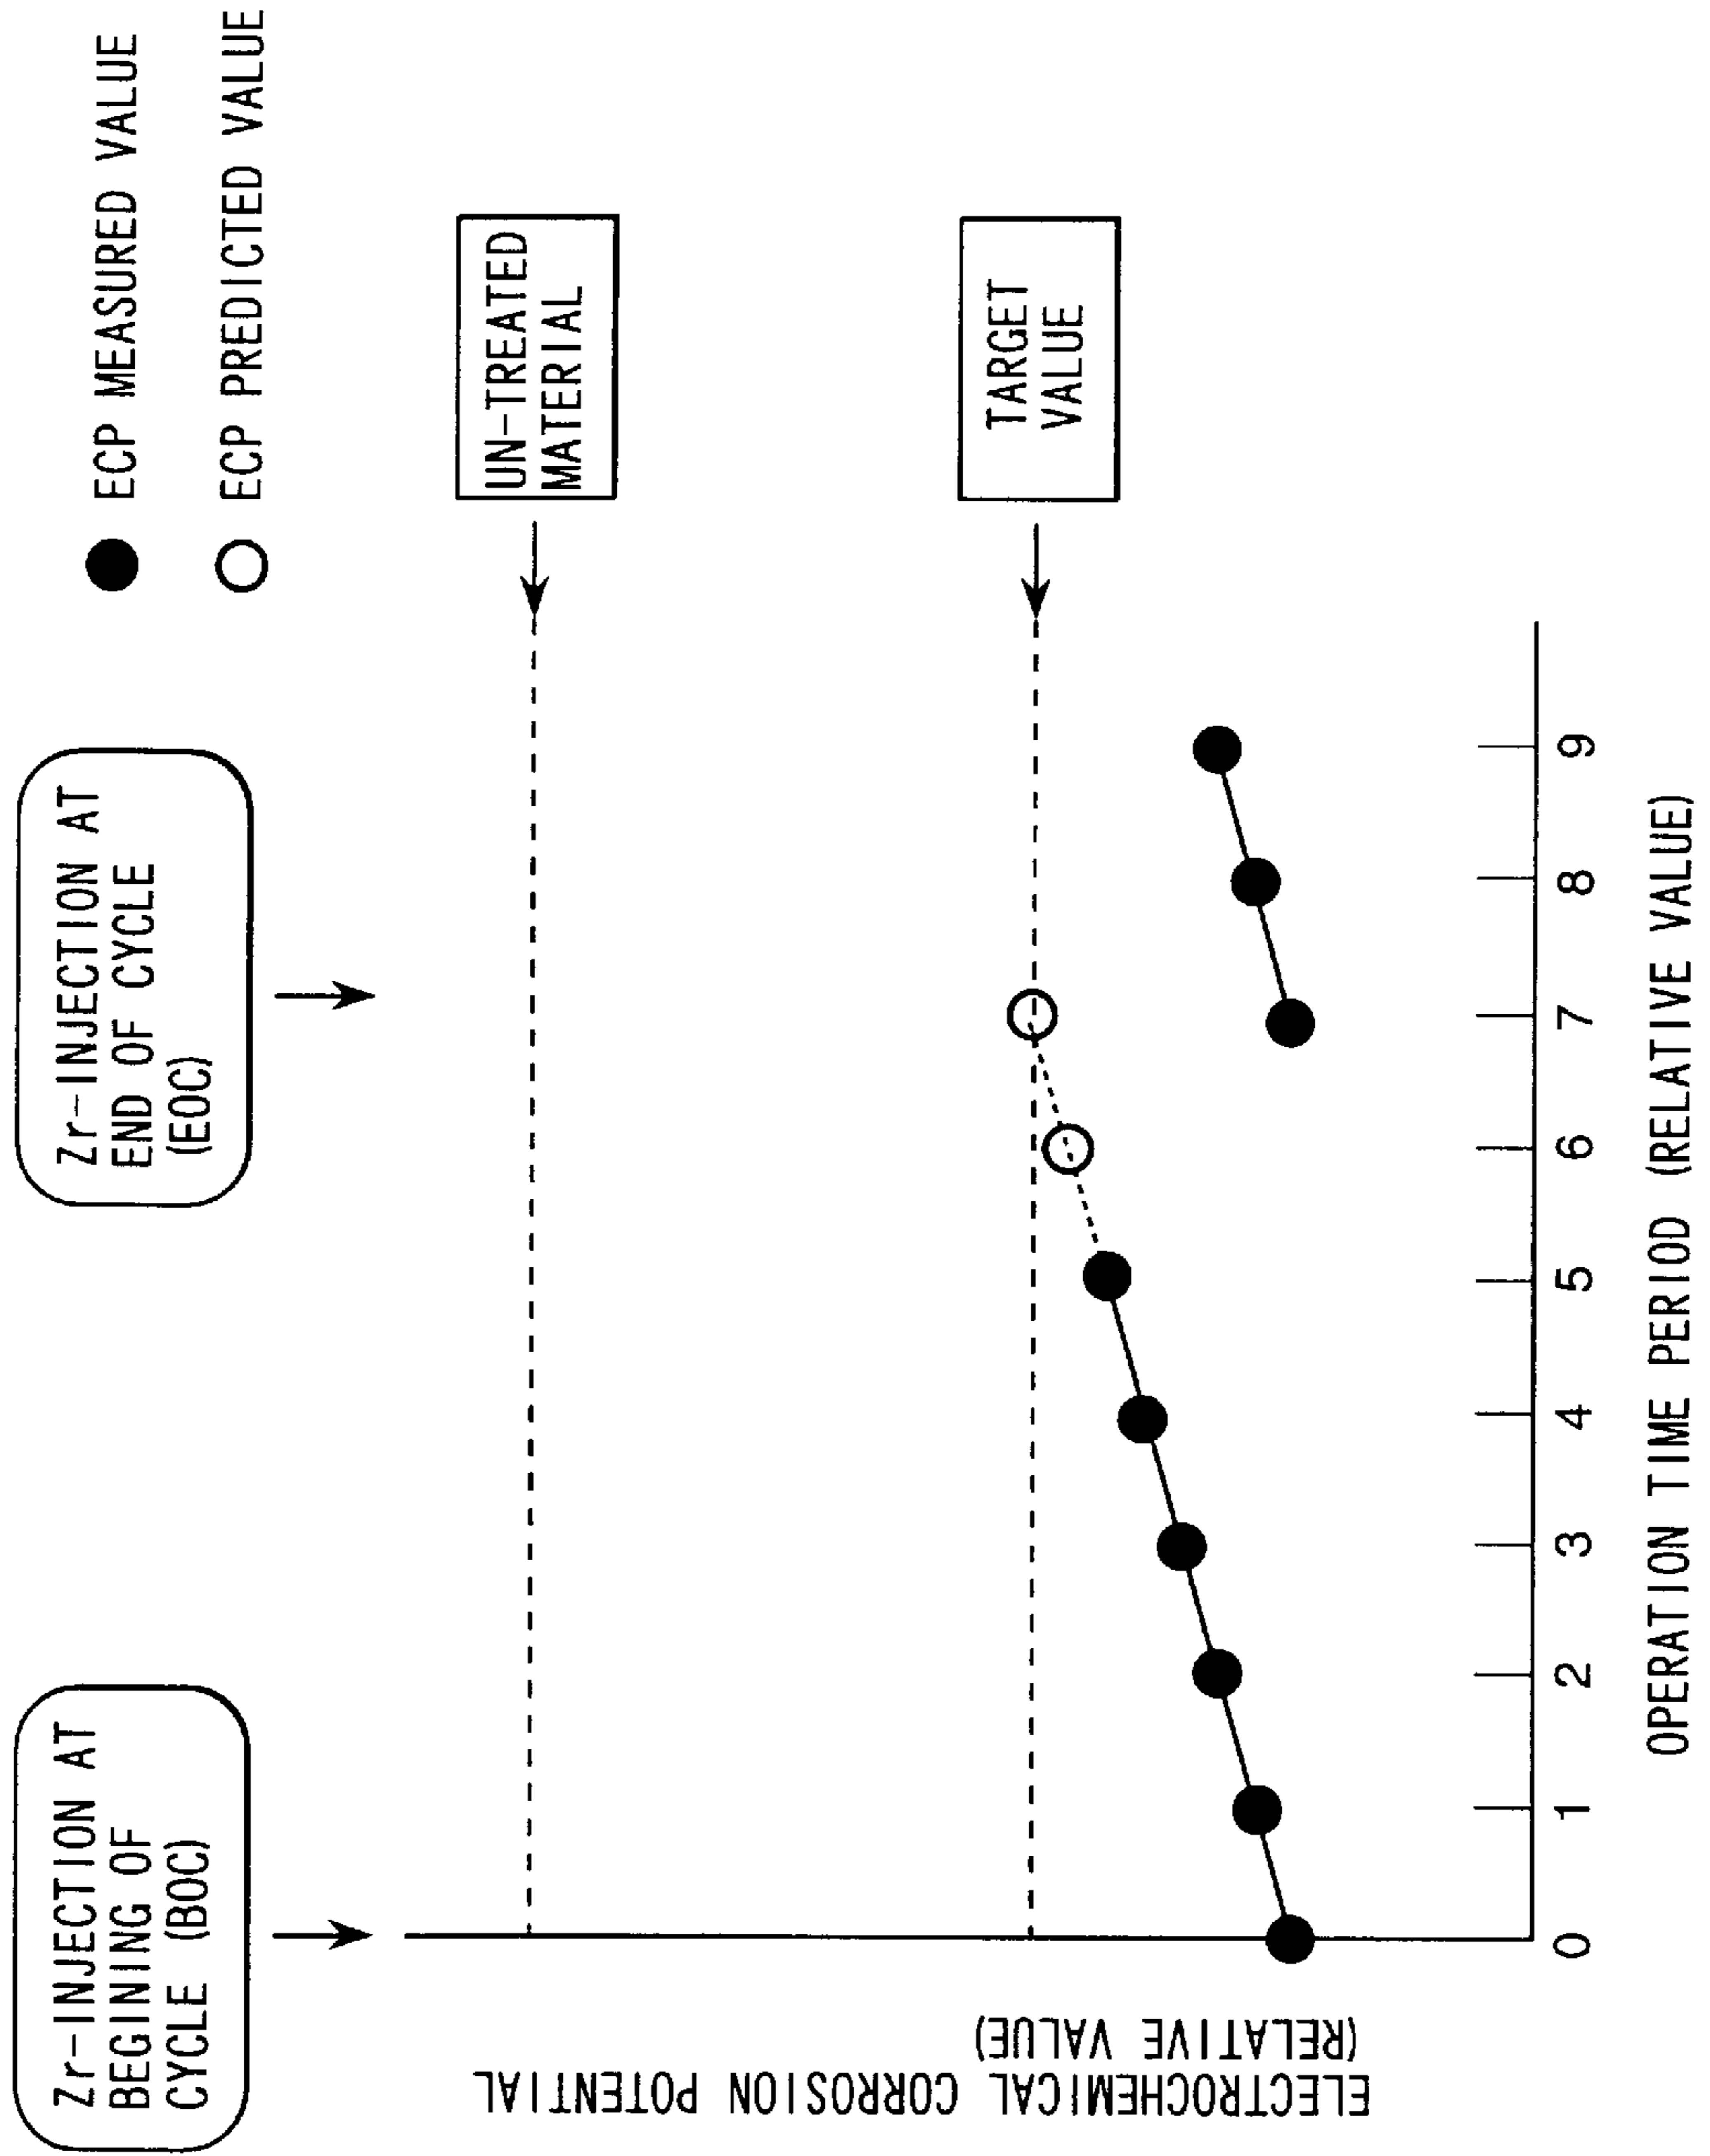 Zr-INJECTION AT
BEGINING OF
CYCLE (BOC)
Zr-INJECTION AT
END OF CYCLE
(EOC)
ECP MEASURED VALUE
ECP PREDICTED VALUE
UN-TREATED
MATERIAL
TARGET
VALUE
ELECTROCHEMICAL CORROSION POTENTIAL
(RELATIVE VALUE)
0 1 2 3 4 5 6 7 8 9
OPERATION TIME PERIOD (RELATIVE VALUE)